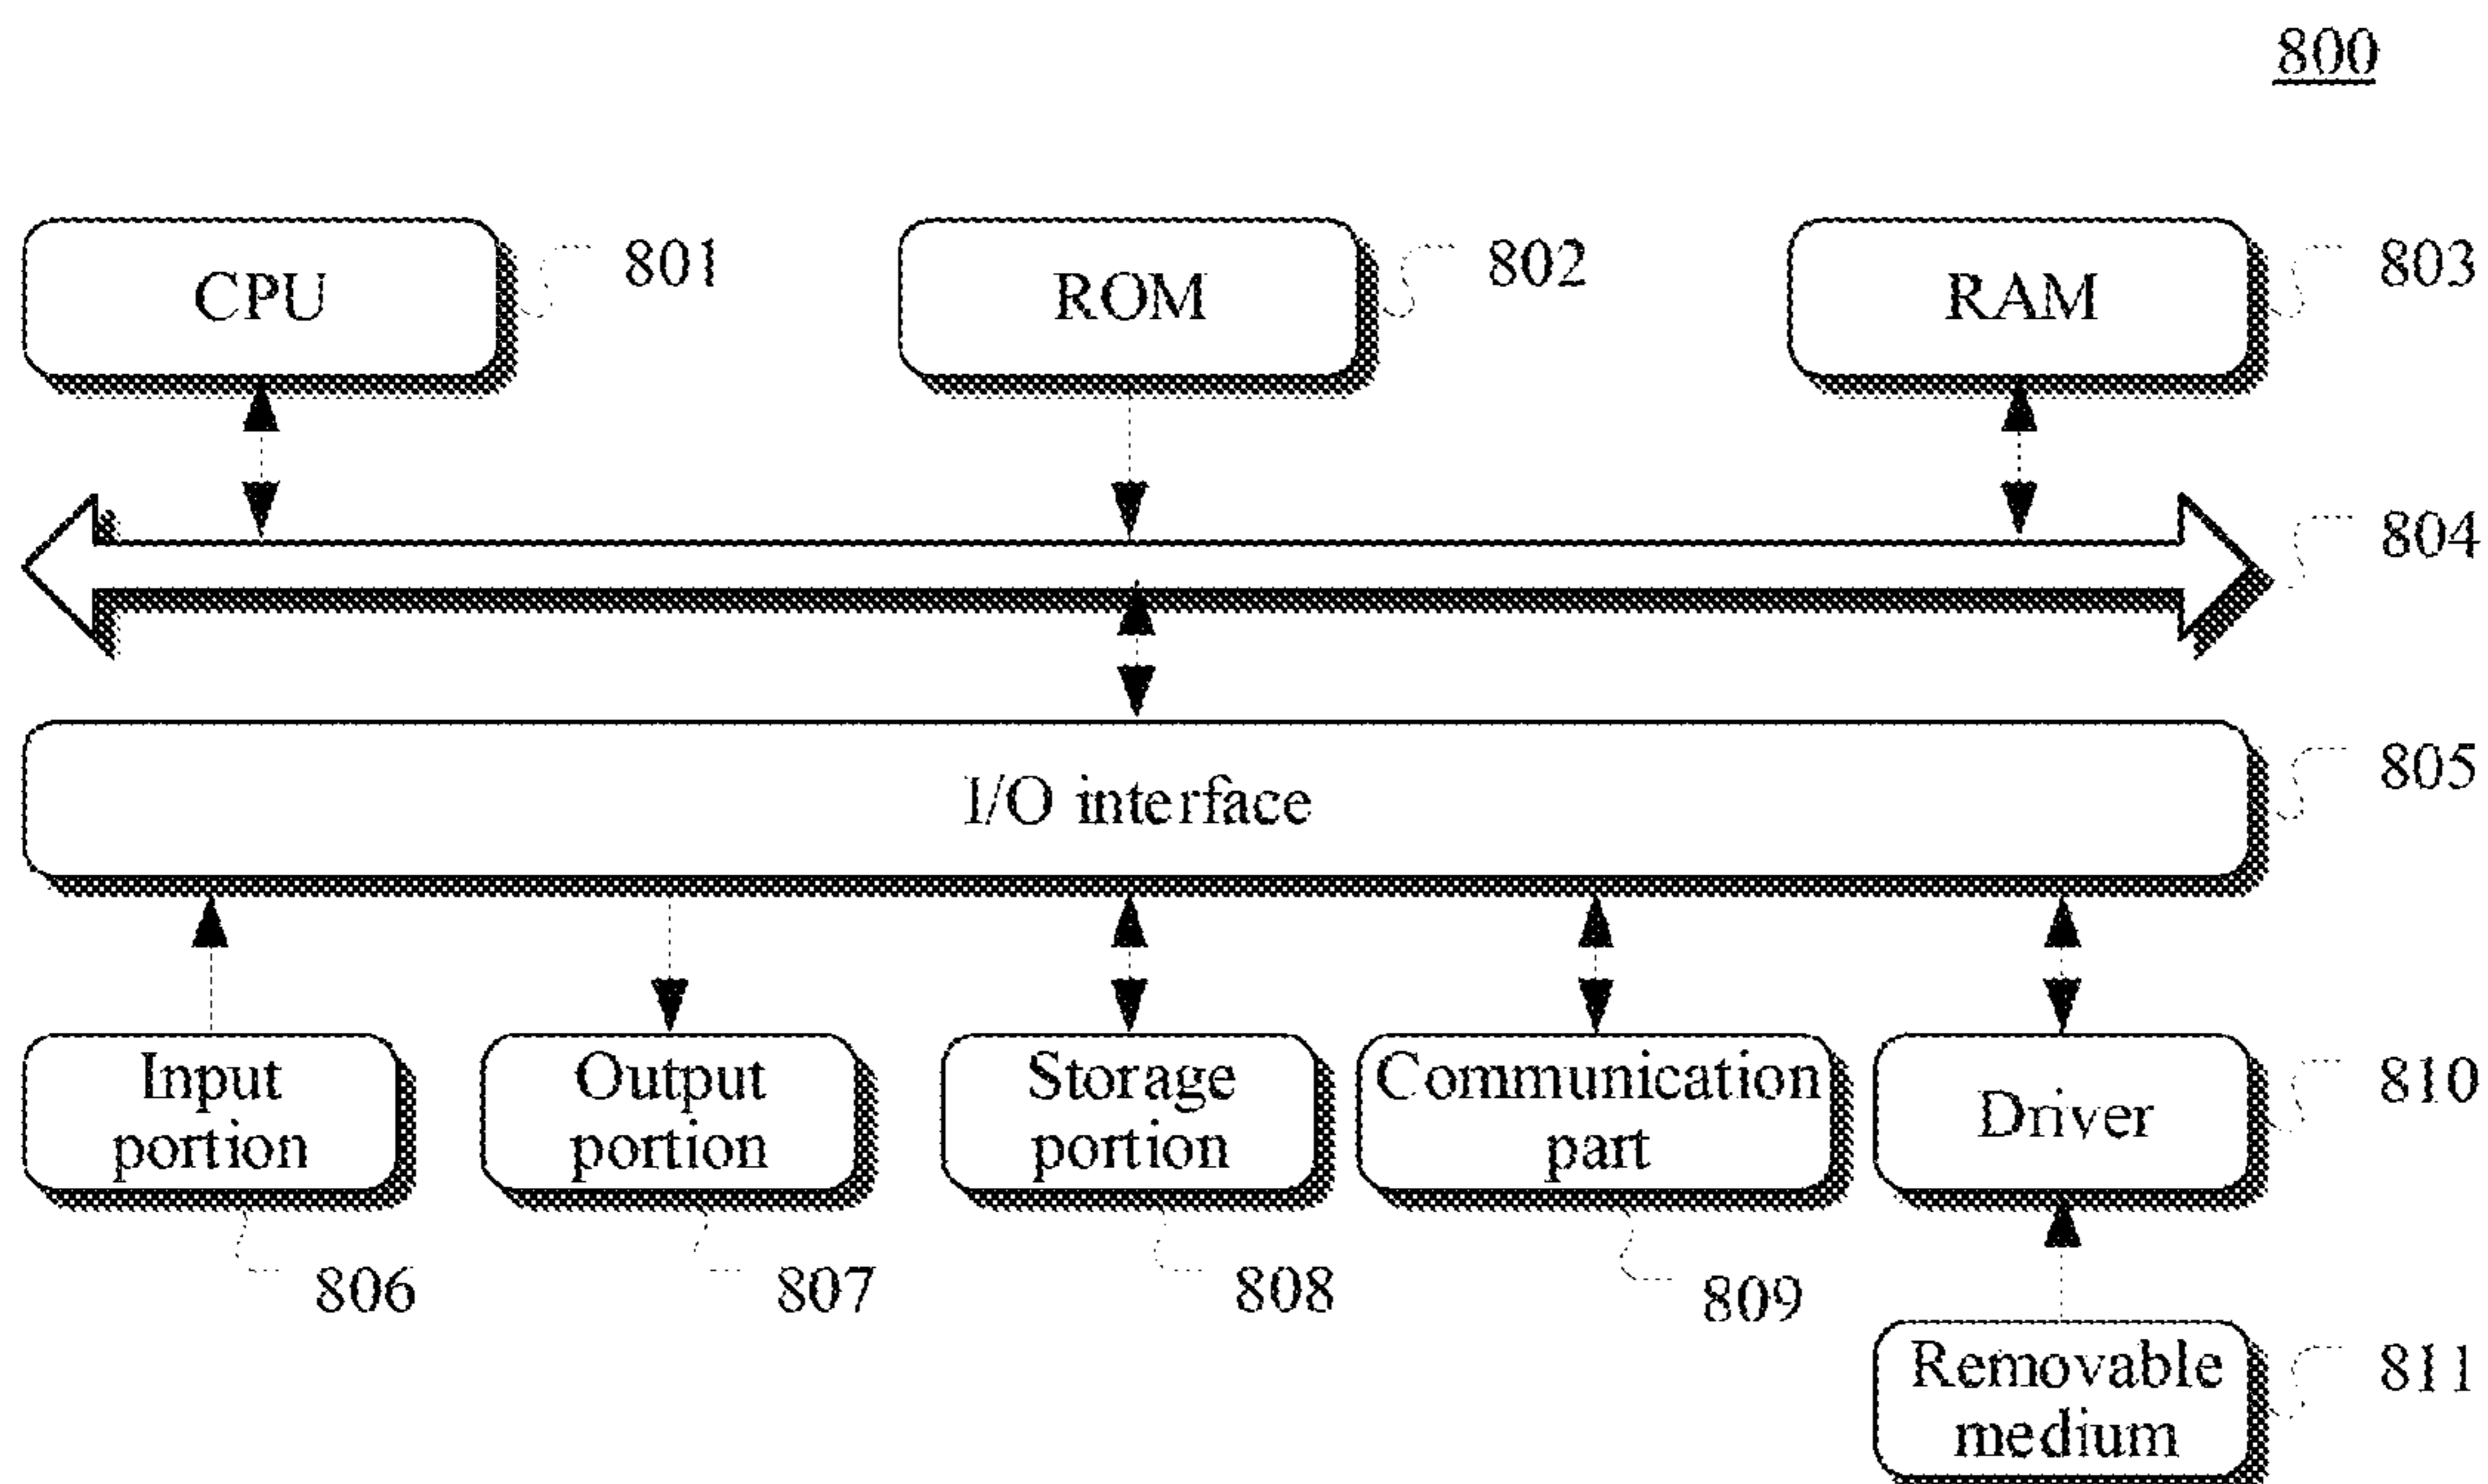 800
CPU
801
ROM
802
RAM
803
804
I/O interface
805
Input
portion
Output
portion
Storage
portion
Communication
part
Driver
810
806
807
808
809
Removable
medium
811